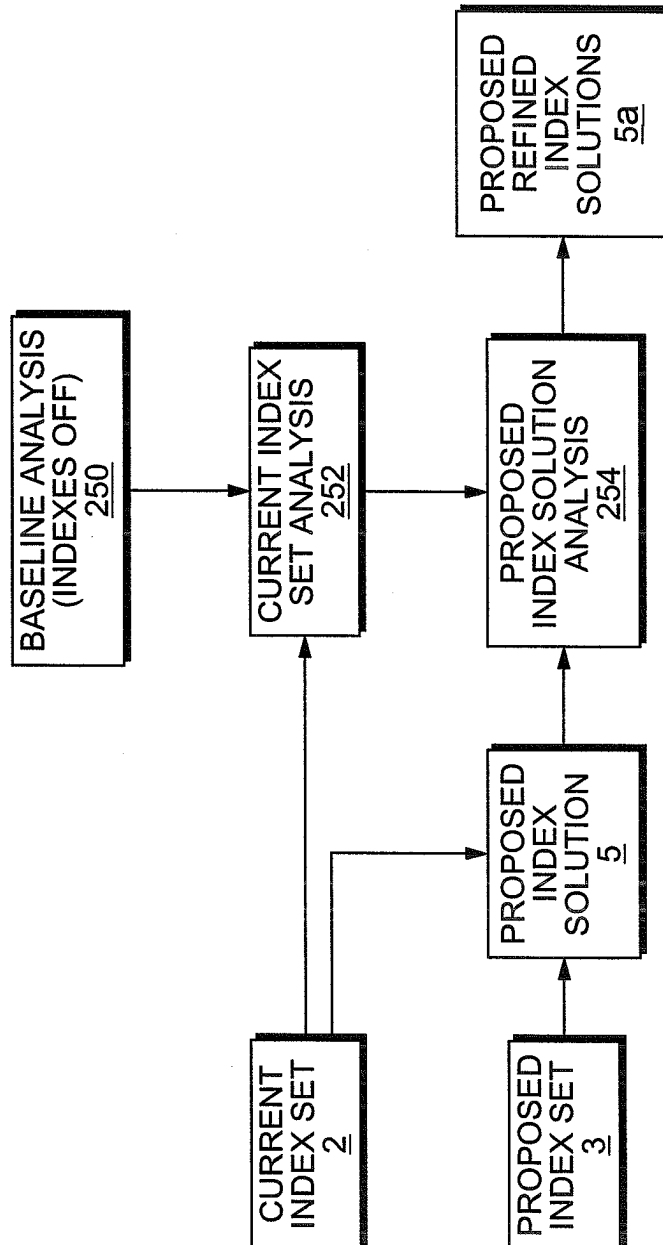 BASELINE ANALYSIS
(INDEXES OFF)
250
CURRENT
INDEX SET
2
CURRENT INDEX
SET ANALYSIS
252
PROPOSED
INDEX SET
3
PROPOSED
INDEX
SOLUTION
5
PROPOSED
INDEX SOLUTION
ANALYSIS
254
PROPOSED
REFINED
INDEX
SOLUTIONS
5a